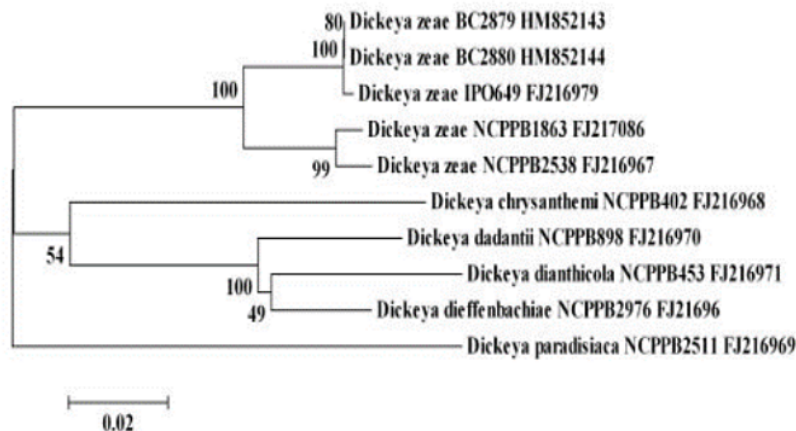 80 Dickeya zeae BC2879 HM852143
100 Dickeya zeae BC2880 HM852144
Dickeya zeae IPO649 FJ216979
100
Dickeya zeae NCPPB1863 FJ217086
99 Dickeya zeae NCPPB2538 FJ216967
Dickeya chrysanthemi NCPPB402 FJ216968
Dickeya dadantii NCPPB898 FJ216970
54
Dickeya dianthicola NCPPB453 FJ216971
100
49 Dickeya dieffenbachiae NCPPB2976 FJ21696
Dickeya paradisiaca NCPPB2511 FJ216969
0.02